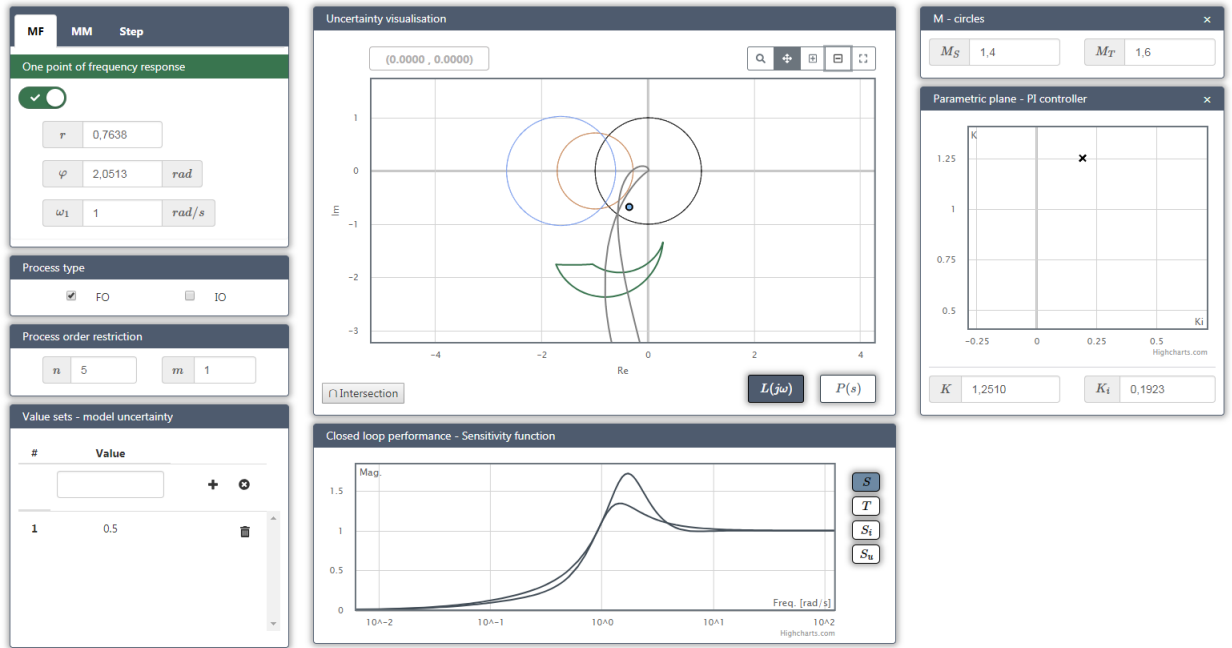 MF MM Step
One point of frequency response
r 0,7638
φ 2,0513 rad
ω₁ 1 rad/s
Process type
FO IO
Process order restriction
n 5 m 1
Value sets - model uncertainty
# Value
1 0.5
Uncertainty visualisation
(0.0000 , 0.0000)
1
0
-1
-2
-3
Im
-4 -2 0 2 4
Re
∩ Intersection
L(jω) P(s)
Closed loop performance - Sensitivity function
Mag.
1.5
1
0.5
0
10^-2 10^-1 10^0 10^1 10^2
Freq. [rad/s]
Highcharts.com
S
T
Sᵢ
Sᵤ
M - circles ×
M_S 1,4 M_T 1,6
Parametric plane - PI controller ×
K
1.25
1
0.75
0.5
Ki
-0.25 0 0.25 0.5
Highcharts.com
K 1,2510 Kᵢ 0,1923